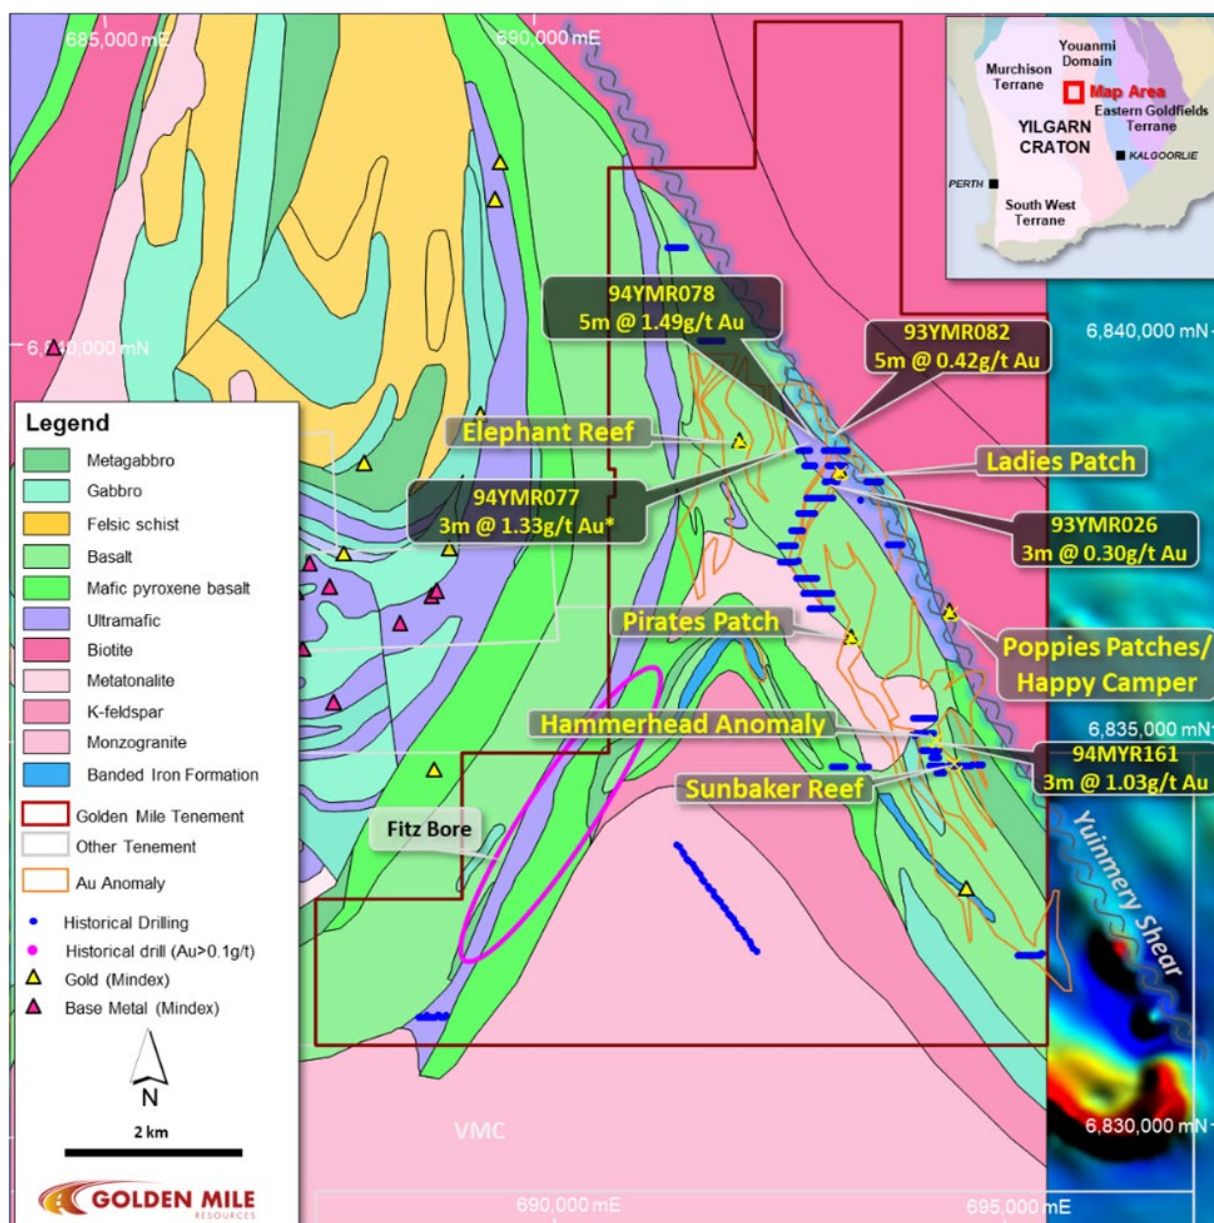 685,000 mE
690,000 mE
Youanmi
Domain
Murchison
Terrane
Map Area
Eastern Goldfields
Terrane
YILGARN
CRATON
KALGOORLIE
PERTH
South West
Terrane
94YMR078
5m @ 1.49g/t Au
93YMR082
5m @ 0.42g/t Au
6,840,000 mN
6,840,000 mN
Elephant Reef
Ladies Patch
94YMR077
3m @ 1.33g/t Au*
93YMR026
3m @ 0.30g/t Au
Pirates Patch
Poppies Patches/
Happy Camper
Hammerhead Anomaly
6,835,000 mN
94MYR161
3m @ 1.03g/t Au
Sunbaker Reef
Fitz Bore
Yuinmery Shear
6,830,000 mN
VMC
690,000 mE
695,000 mE
Legend
Metagabbro
Gabbro
Felsic schist
Basalt
Mafic pyroxene basalt
Ultramafic
Biotite
Metatonalite
K-feldspar
Monzogranite
Banded Iron Formation
Golden Mile Tenement
Other Tenement
Au Anomaly
Historical Drilling
Historical drill (Au>0.1g/t)
Gold (Mindex)
Base Metal (Mindex)
N
2 km
GOLDEN MILE
RESOURCES